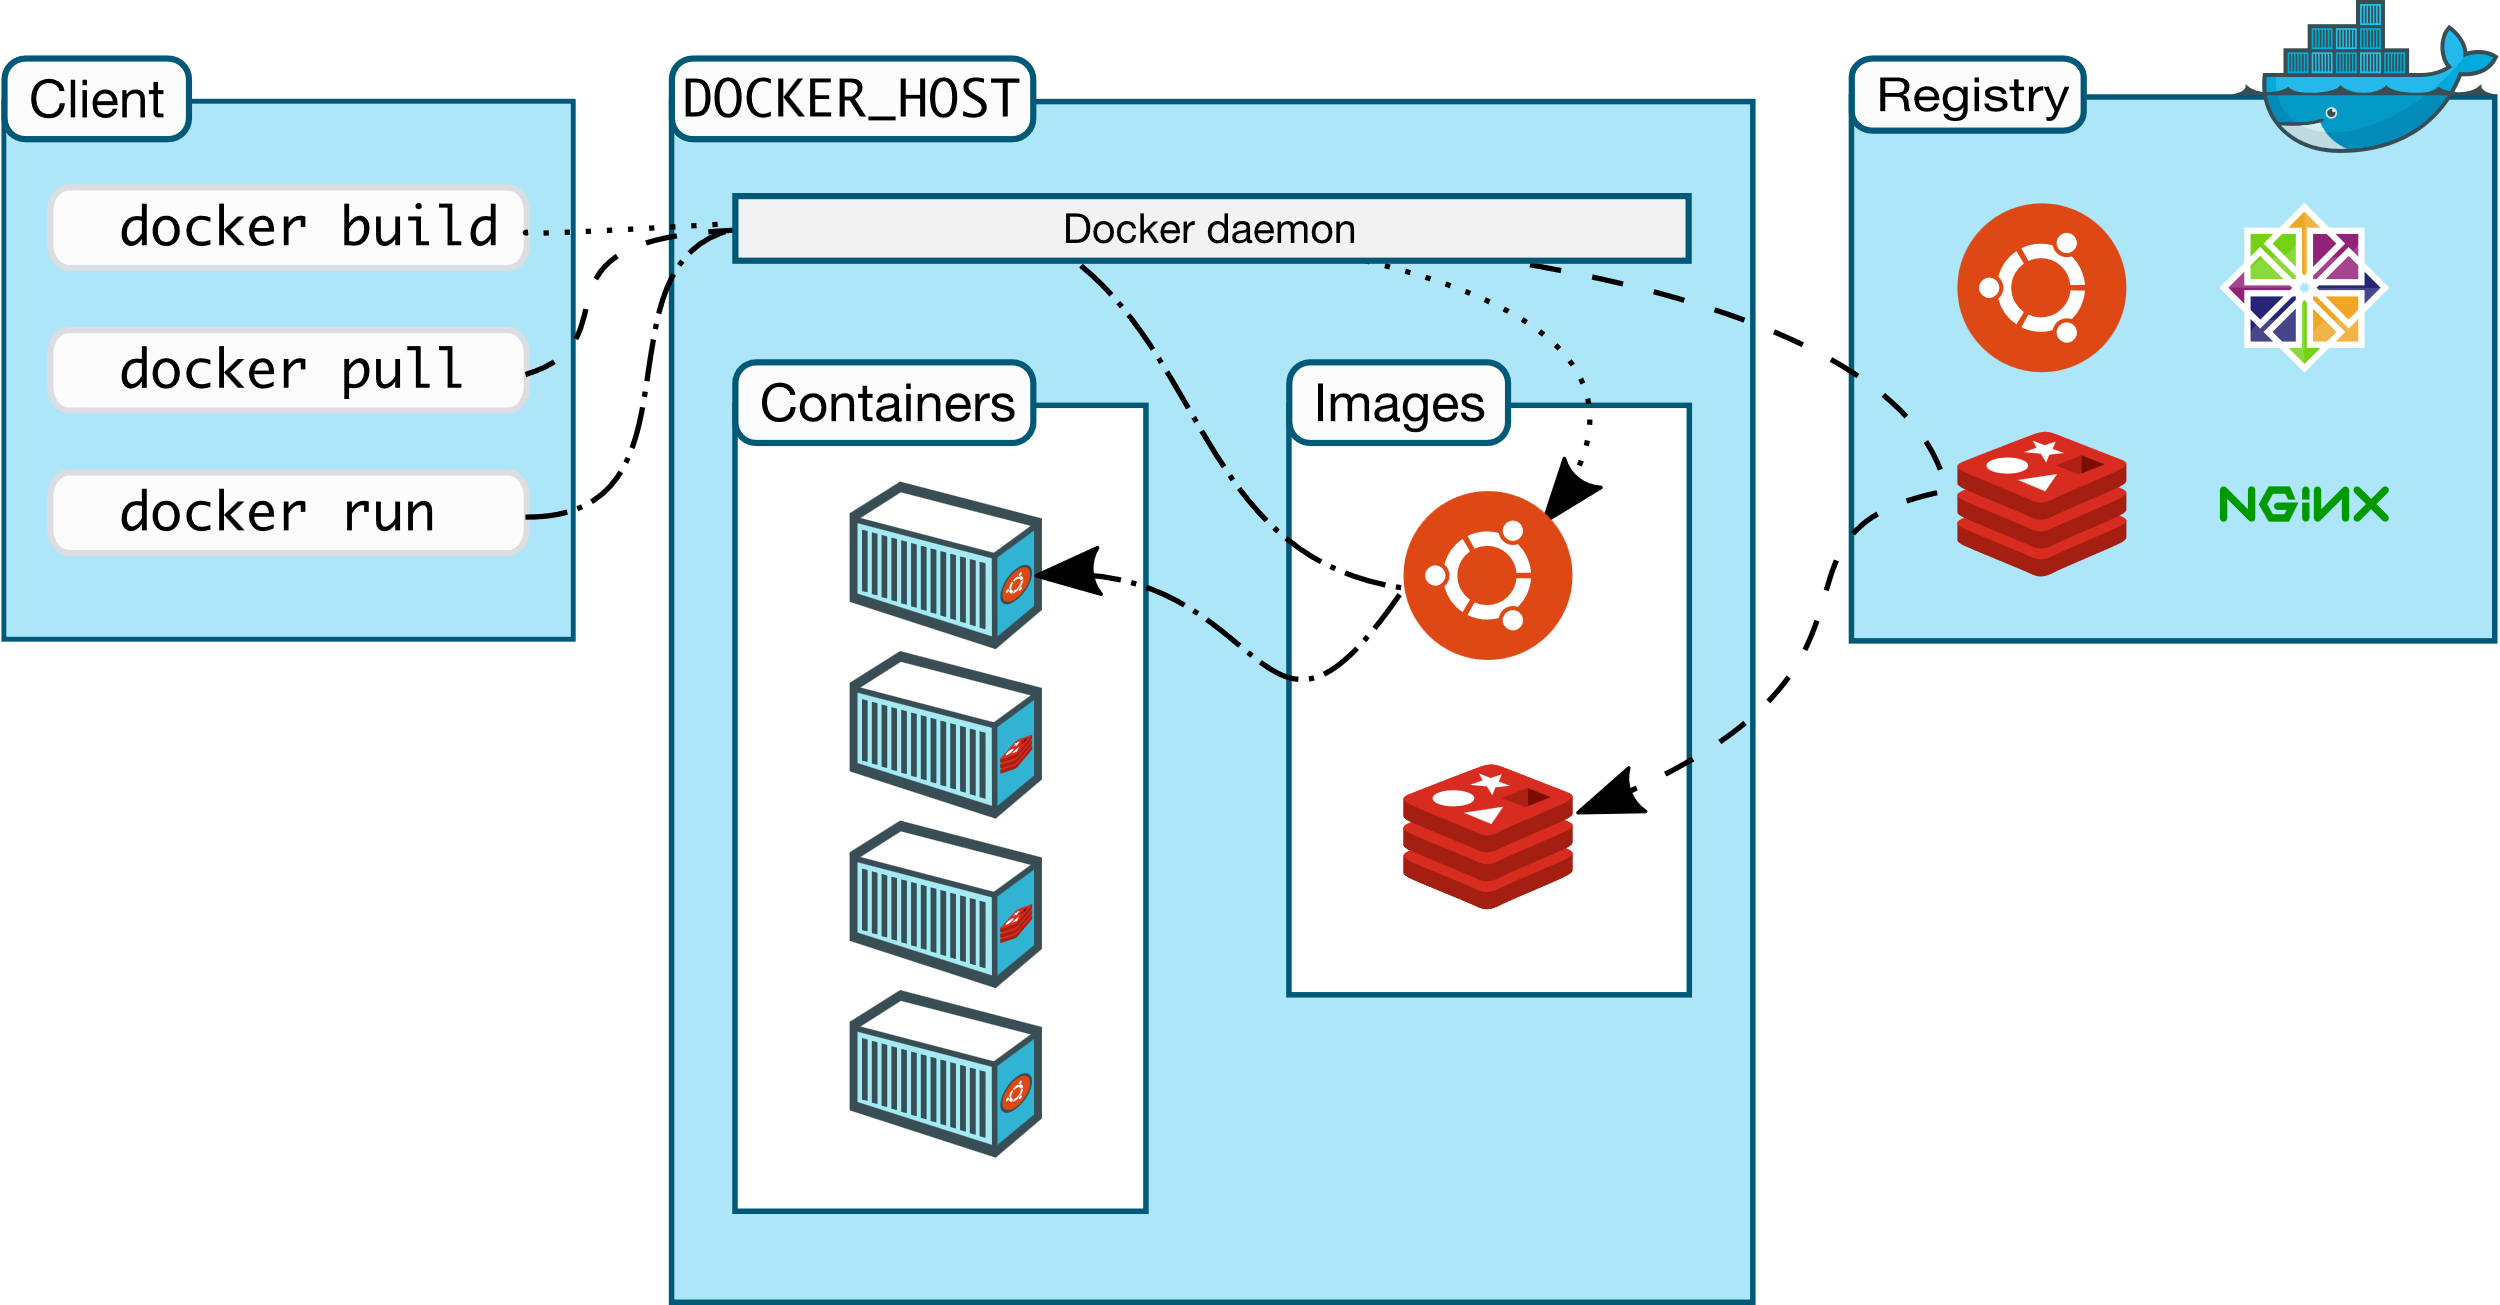 Client
docker build
docker pull
docker run
DOCKER_HOST
Docker daemon
Containers
Images
Registry
NGiNX